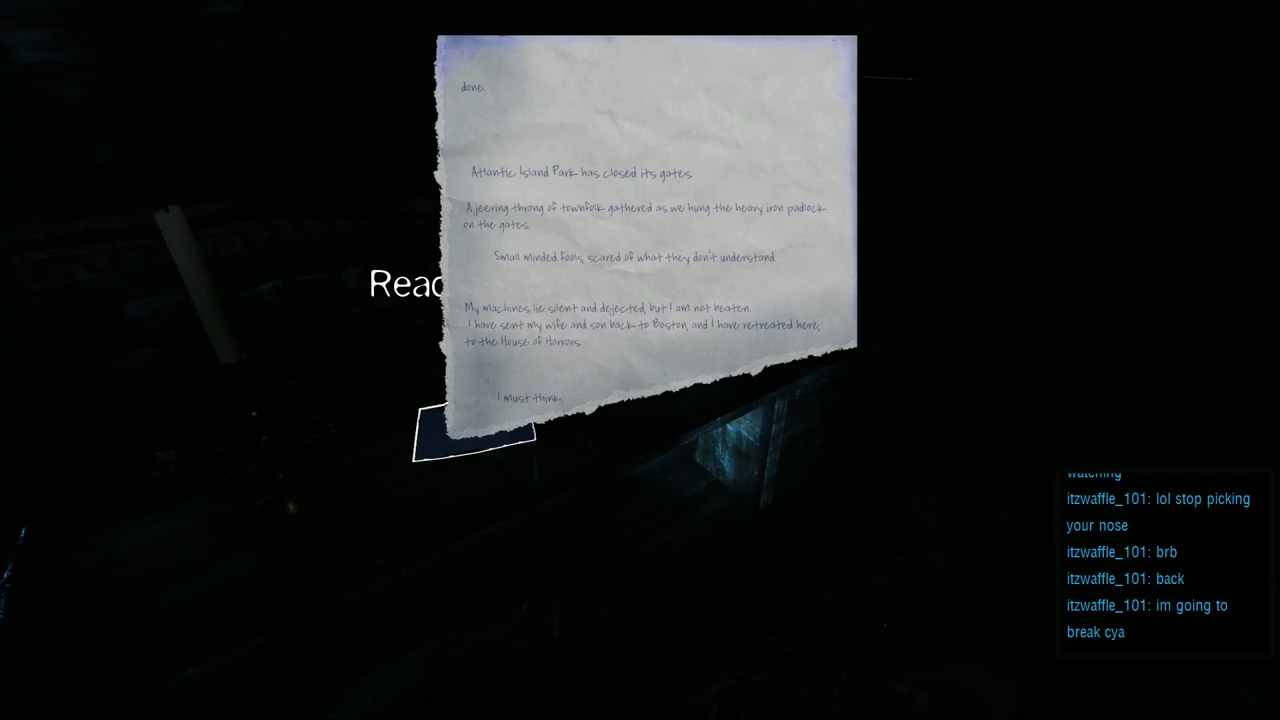 done.
Atlantic Island Park has closed its gates.
A jeering throng of townfolk gathered as we hung the heavy iron padlock
on the gates.
Small minded fools, scared of what they don't understand.
Read
My machines lie silent and dejected, but I am not beaten.
I have sent my wife and son back to Boston, and I have retreated here,
to the House of Horrors.
I must think.
watching
itzwaffle_101: lol stop picking
your nose
itzwaffle_101: brb
itzwaffle_101: back
itzwaffle_101: im going to
break cya